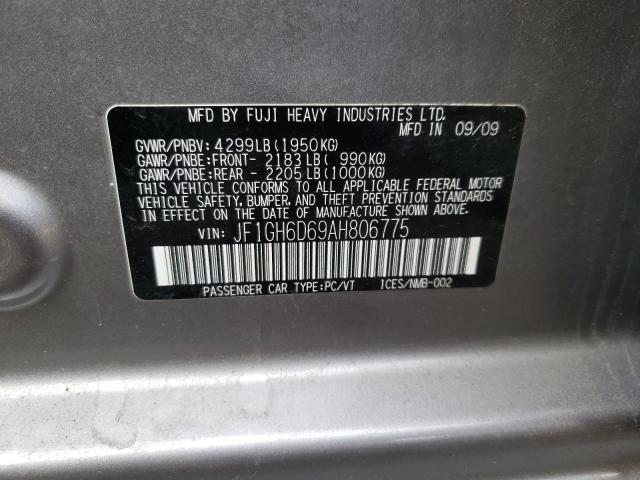 MFD BY FUJI HEAVY INDUSTRIES LTD.
MFD IN 09/09
GVWR/PNBV: 4299LB(1950KG)
GAWR/PNBE:FRONT- 2183LB( 990KG)
GAWR/PNBE:REAR - 2205LB(1000KG)
THIS VEHICLE CONFORMS TO ALL APPLICABLE FEDERAL MOTOR
VEHICLE SAFETY, BUMPER, AND THEFT PREVENTION STANDARDS
IN EFFECT ON THE DATE OF MANUFACTURE SHOWN ABOVE.
VIN: JF1GH6D69AH806775
PASSENGER CAR TYPE:PC/VT ICES/NMB-002